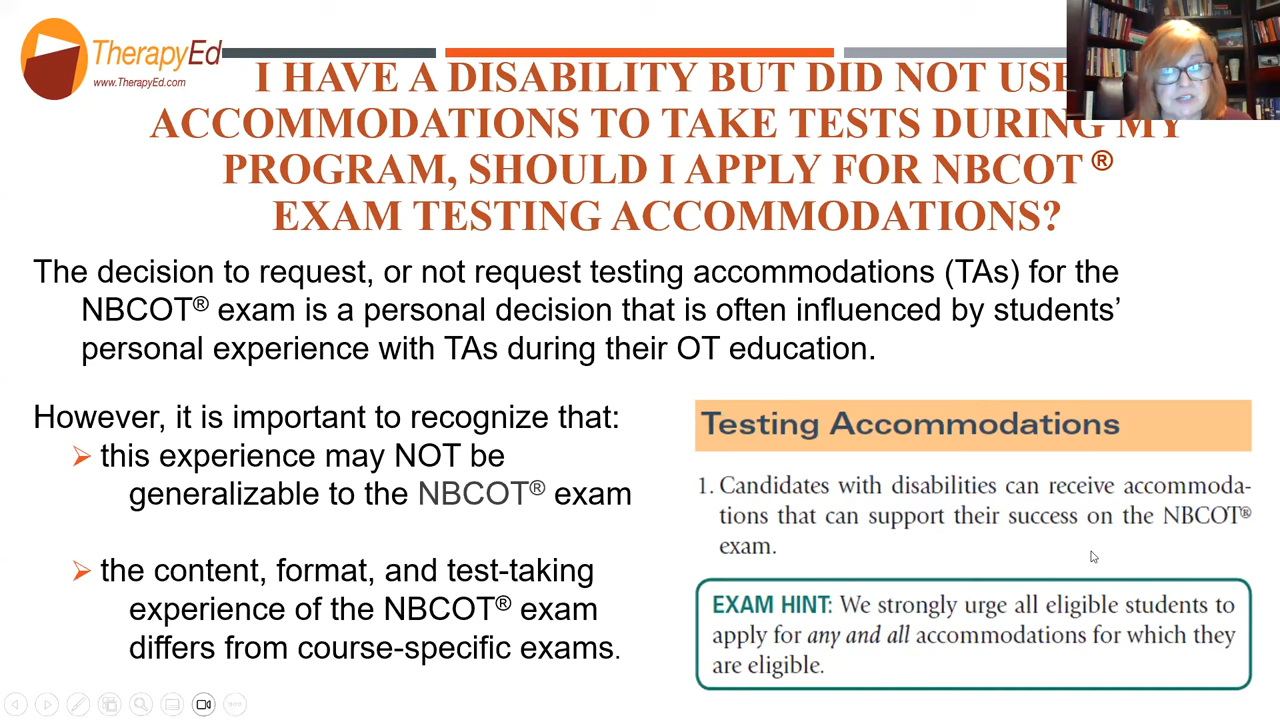 TherapyEd
www.TherapyEd.com
I HAVE A DISABILITY BUT DID NOT USE
ACCOMMODATIONS TO TAKE TESTS DURING MY
PROGRAM, SHOULD I APPLY FOR NBCOT ®
EXAM TESTING ACCOMMODATIONS?
The decision to request, or not request testing accommodations (TAs) for the
NBCOT® exam is a personal decision that is often influenced by students’
personal experience with TAs during their OT education.
However, it is important to recognize that:
➢ this experience may NOT be
generalizable to the NBCOT® exam
➢ the content, format, and test-taking
experience of the NBCOT® exam
differs from course-specific exams.
Testing Accommodations
1. Candidates with disabilities can receive accommoda-
tions that can support their success on the NBCOT®
exam.
EXAM HINT: We strongly urge all eligible students to
apply for any and all accommodations for which they
are eligible.